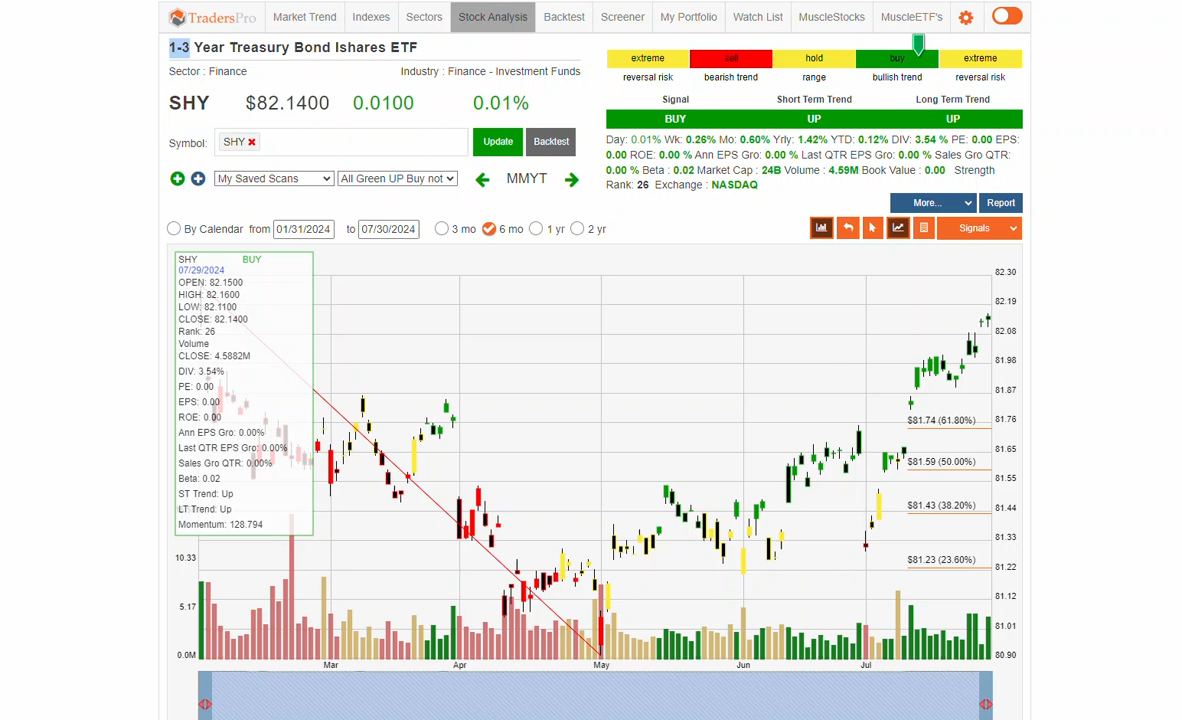 TradersPro Market Trend Indexes Sectors Stock Analysis Backtest Screener My Portfolio Watch List MuscleStocks MuscleETF's
1-3 Year Treasury Bond Ishares ETF
Sector : Finance Industry : Finance - Investment Funds
SHY $82.1400 0.0100 0.01%
Symbol: SHY Update Backtest
My Saved Scans All Green UP Buy not MMYT
extreme sell hold buy extreme
reversal risk bearish trend range bullish trend reversal risk
Signal Short Term Trend Long Term Trend
BUY UP UP
Day: 0.01% Wk: 0.26% Mo: 0.60% Yrly: 1.42% YTD: 0.12% DIV: 3.54 % PE: 0.00 EPS:
0.00 ROE: 0.00 % Ann EPS Gro: 0.00 % Last QTR EPS Gro: 0.00 % Sales Gro QTR:
0.00 % Beta : 0.02 Market Cap : 24B Volume : 4.59M Book Value : 0.00 Strength
Rank: 26 Exchange : NASDAQ
More... Report
By Calendar from 01/31/2024 to 07/30/2024 3 mo 6 mo 1 yr 2 yr Signals
SHY BUY
07/29/2024
OPEN: 82.1500
HIGH: 82.1600
LOW: 82.1100
CLOSE: 82.1400
Rank: 26
Volume
CLOSE: 4.5882M
DIV: 3.54%
PE: 0.00
EPS: 0.00
ROE: 0.00
Ann EPS Gro: 0.00%
Last QTR EPS Gro: 0.00%
Sales Gro QTR: 0.00%
Beta: 0.02
ST Trend: Up
LT Trend: Up
Momentum: 128.794
10.33
5.17
0.0M
82.30
82.19
82.08
81.98
81.87
81.76
81.65
81.55
81.44
81.33
81.22
81.12
81.01
80.90
$81.74 (61.80%)
$81.59 (50.00%)
$81.43 (38.20%)
$81.23 (23.60%)
Mar Apr May Jun Jul